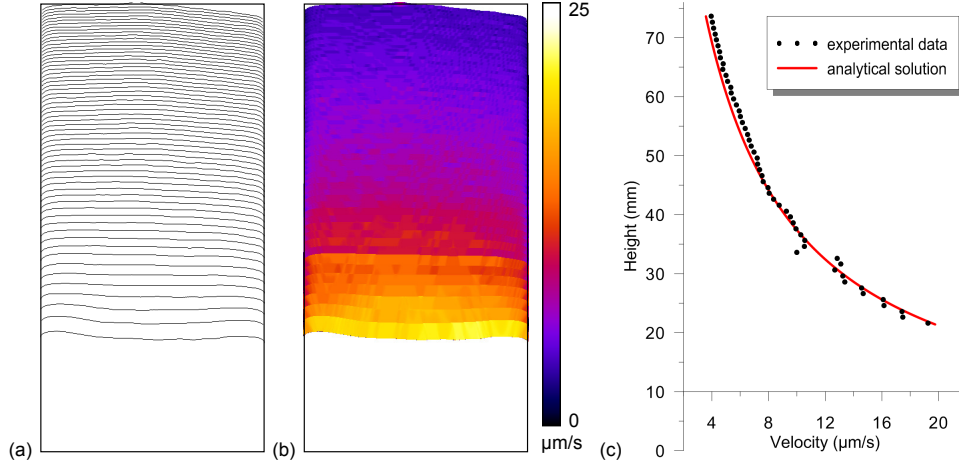 (a)
(b)
25
0
µm/s
(c)
Height (mm)
70
60
50
40
30
20
10
0
experimental data
analytical solution
4
8
12
16
20
Velocity (µm/s)